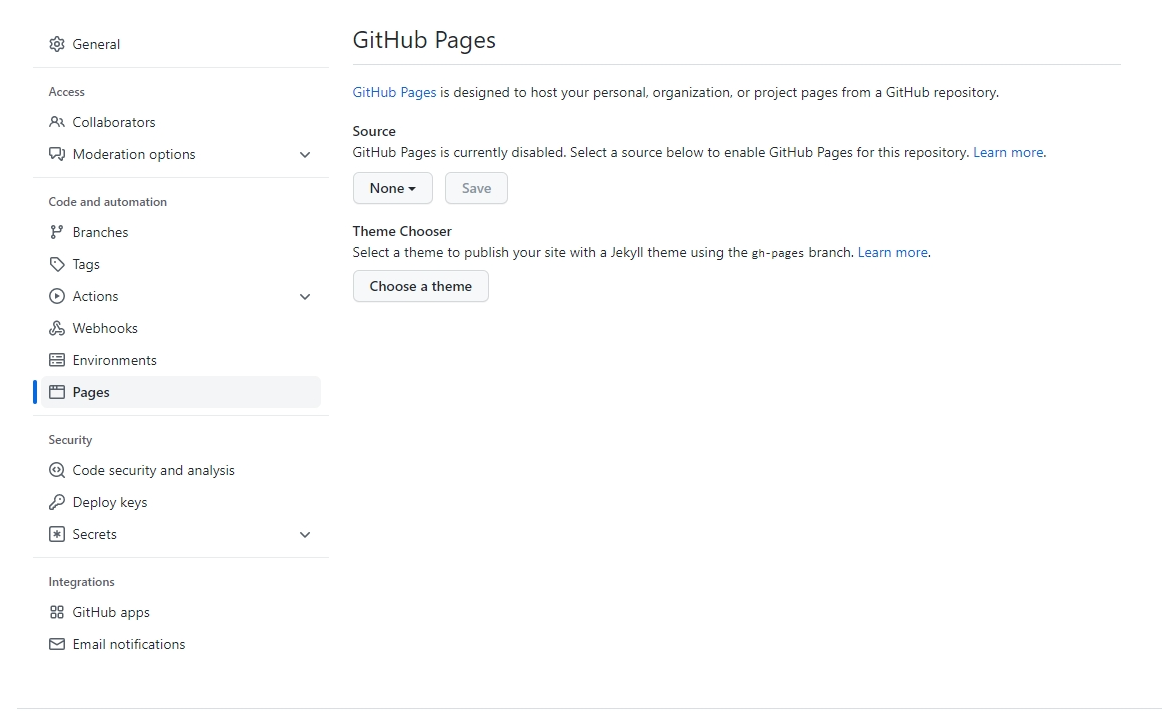 General
Access
Collaborators
Moderation options
Code and automation
Branches
Tags
Actions
Webhooks
Environments
Pages
Security
Code security and analysis
Deploy keys
Secrets
Integrations
GitHub apps
Email notifications
GitHub Pages
GitHub Pages is designed to host your personal, organization, or project pages from a GitHub repository.
Source
GitHub Pages is currently disabled. Select a source below to enable GitHub Pages for this repository. Learn more.
None Save
Theme Chooser
Select a theme to publish your site with a Jekyll theme using the gh-pages branch. Learn more.
Choose a theme